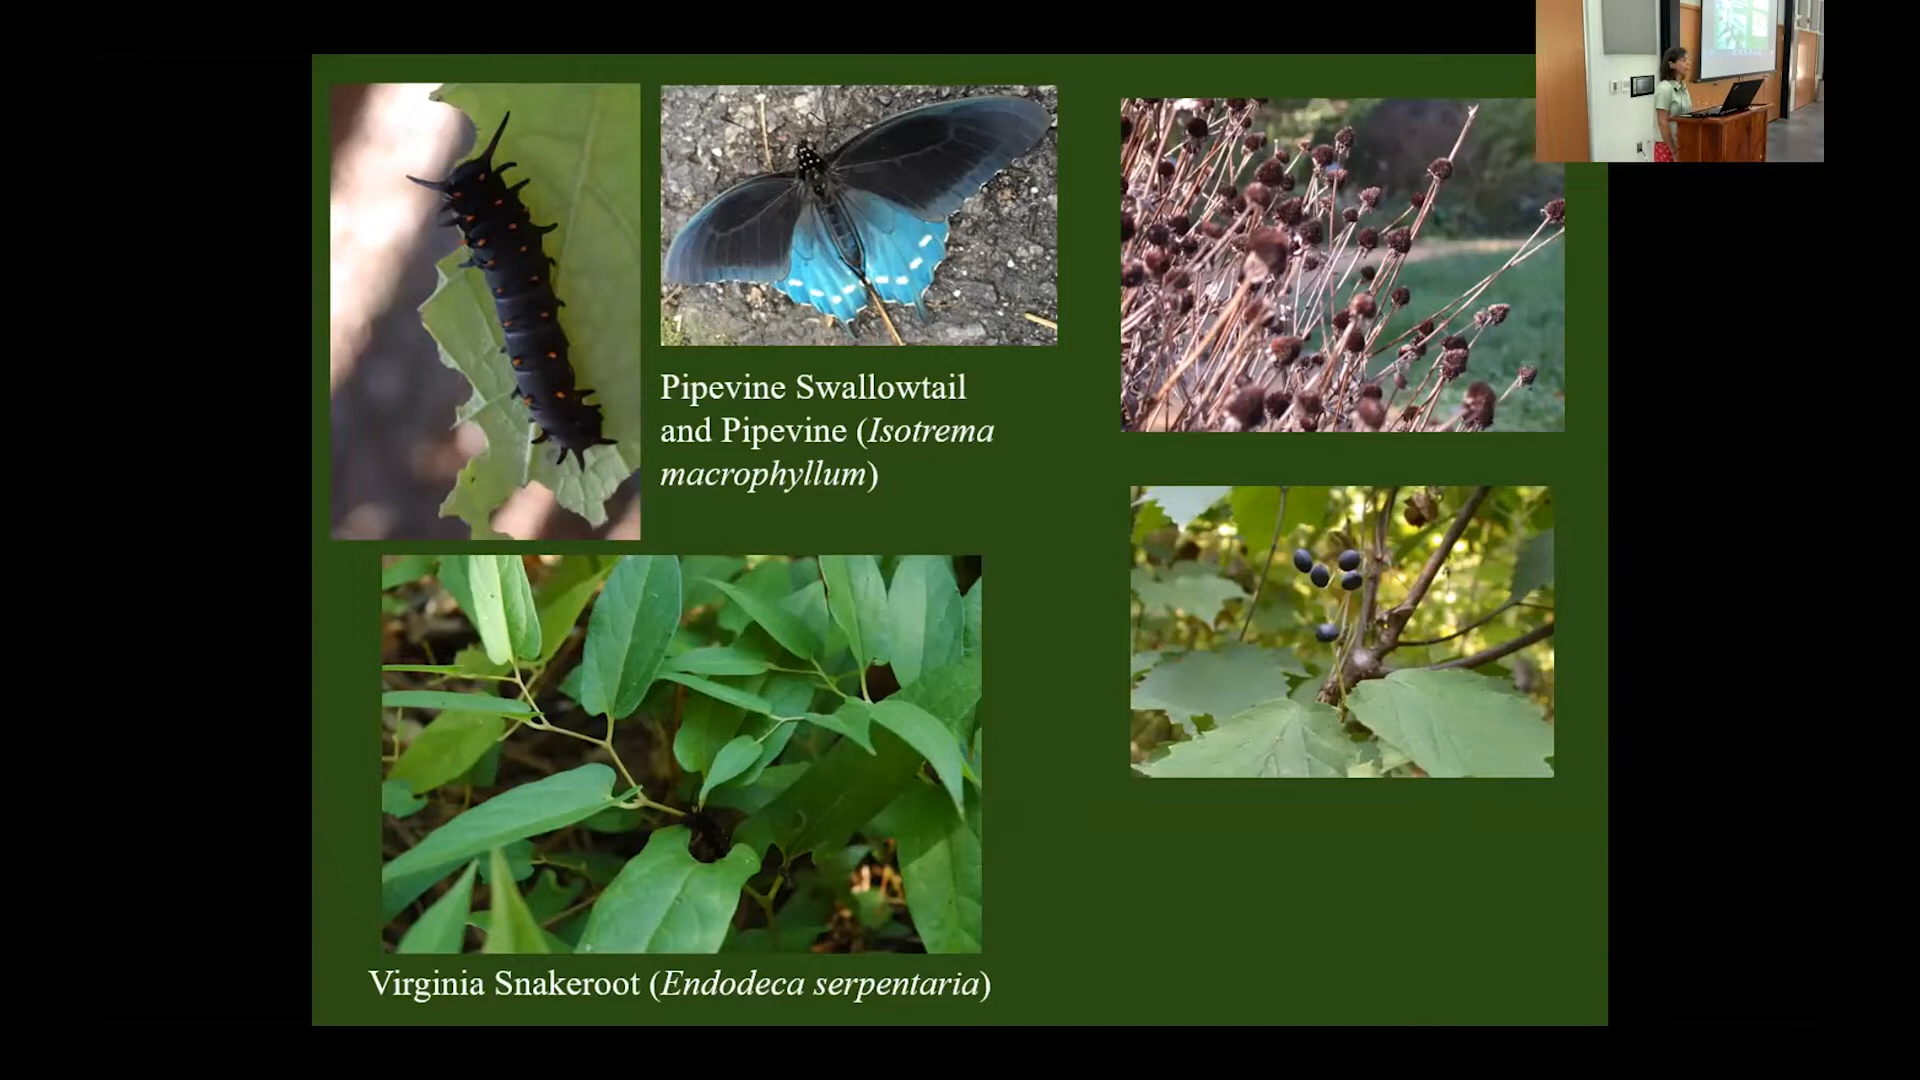 Pipevine Swallowtail
and Pipevine (Isotrema
macrophyllum)
Virginia Snakeroot (Endodeca serpentaria)